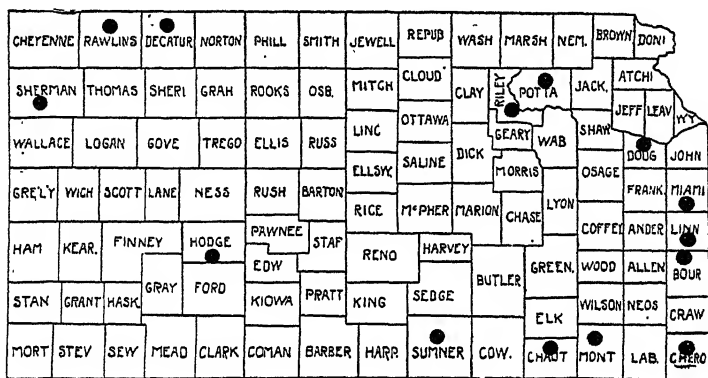 CHEYENNE RAWLINS DECATUR NORTON PHILL SMITH JEWELL REPUB WASH MARSH NEM. BROWN DONI
SHERMAN THOMAS SHERI GRAH ROOKS OSB. MITCH CLOUD CLAY RILEY POTTA JACK. ATCHI
JEFF LEAV WY
WALLACE LOGAN GOVE TREGO ELLIS RUSS LINC OTTAWA GEARY WAB SHAW
ELLSW. SALINE DICK MORRIS OSAGE DOUG JOHN
GRE'LY WICH SCOTT LANE NESS RUSH BARTON RICE McPHER MARION CHASE LYON FRANK. MIAMI
HAM KEAR. FINNEY HODGE PAWNEE STAF RENO HARVEY COFFEE ANDER LINN
EDW BUTLER GREEN. WOOD ALLEN BOUR
STAN GRANT HASK. GRAY FORD KIOWA PRATT KING SEDGE WILSON NEOS CRAW
ELK
MORT STEV SEW MEAD CLARK COMAN BARBER HARP. SUMNER COW. CHAUT MONT LAB. CHERO